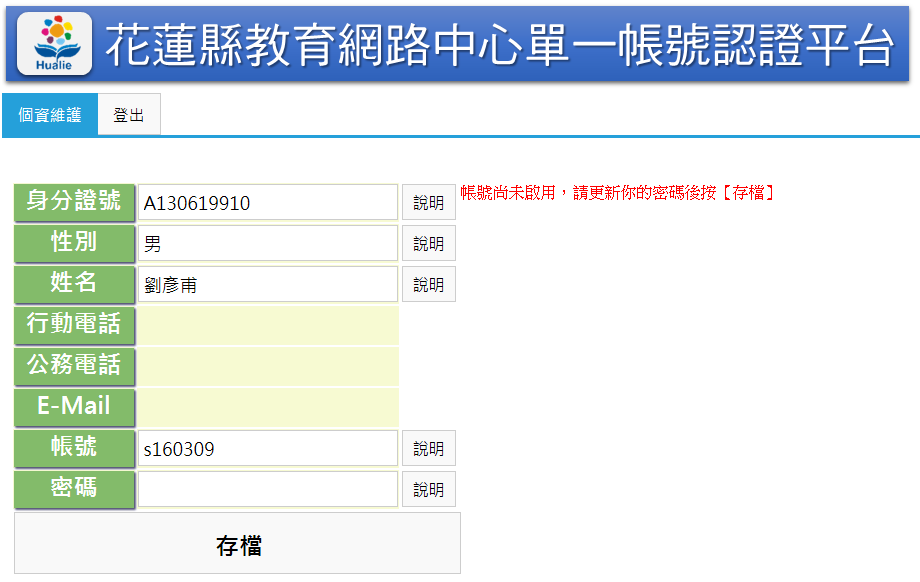 Hualie
花蓮縣教育網路中心單一帳號認證平台
個資維護 登出
身分證號 A130619910 說明 帳號尚未啟用，請更新你的密碼後按【存檔】
性別 男 說明
姓名 劉彥甫 說明
行動電話
公務電話
E-Mail
帳號 s160309 說明
密碼 說明
存檔